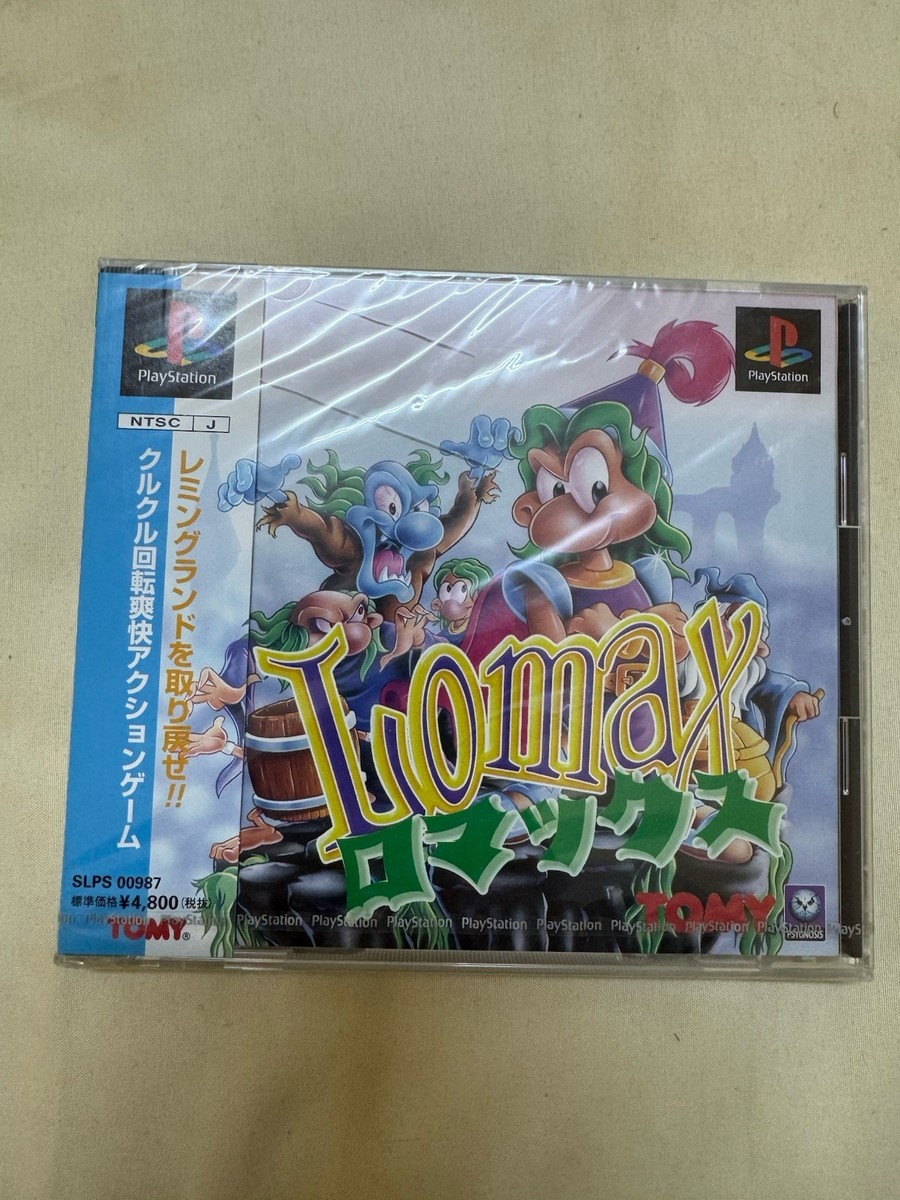 PlayStation
PlayStation
NTSC J
レミングランドを取り戻せ!!
クルクル回転爽快アクションゲーム
Lomax
ロマックス
SLPS 00987
標準価格¥4,800(税抜)
TOMY®
TOMY
PSYGNOSIS
PlayStation PlayStation PlayStation PlayStation PlayStation PlayStation PlayStation PlayStation PlayStation PlayStation PlayS